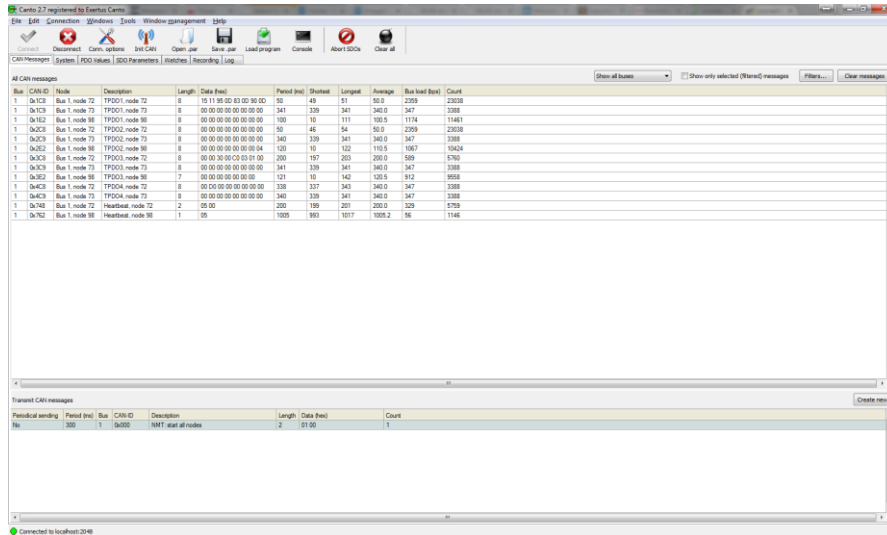 Canto 2.7 registered to Exertus Canto
File Edit Connection Windows Tools Window management Help
Connect Disconnect Conn. options Init CAN Open .par Save .par Load program Console Abort SDOs Clear all
CAN Messages System PDO Values SDO Parameters Watches Recording Log
All CAN messages Show all buses Show only selected (filtered) messages Filters... Clear messages
Bus CAN-ID Node Description Length Data (hex) Period (ms) Shortest Longest Average Bus load (bps) Count
1 0x1C8 Bus 1, node 72 TPDO1, node 72 8 15 11 95 0D 83 0D 90 0D 50 49 51 50.0 2359 23038
1 0x1C9 Bus 1, node 73 TPDO1, node 73 8 00 00 00 00 00 00 00 00 341 339 341 340.0 347 3388
1 0x1E2 Bus 1, node 98 TPDO1, node 98 8 00 00 00 00 00 00 00 00 100 10 111 100.5 1174 11461
1 0x2C8 Bus 1, node 72 TPDO2, node 72 8 00 00 00 00 00 00 00 00 50 46 54 50.0 2359 23038
1 0x2C9 Bus 1, node 73 TPDO2, node 73 8 00 00 00 00 00 00 00 00 340 339 341 340.0 347 3388
1 0x2E2 Bus 1, node 98 TPDO2, node 98 8 00 00 00 00 00 00 00 04 120 10 122 110.5 1067 10424
1 0x3C8 Bus 1, node 72 TPDO3, node 72 8 00 00 30 00 C0 03 01 00 200 197 203 200.0 589 5760
1 0x3C9 Bus 1, node 73 TPDO3, node 73 8 00 00 00 00 00 00 00 00 341 339 341 340.0 347 3388
1 0x3E2 Bus 1, node 98 TPDO3, node 98 7 00 00 00 00 00 00 00 121 10 142 120.5 912 9558
1 0x4C8 Bus 1, node 72 TPDO4, node 72 8 00 D0 00 00 00 00 00 00 338 337 343 340.0 347 3388
1 0x4C9 Bus 1, node 73 TPDO4, node 73 8 00 00 00 00 00 00 00 00 340 339 341 340.0 347 3388
1 0x748 Bus 1, node 72 Heartbeat, node 72 2 05 00 200 199 201 200.0 329 5759
1 0x762 Bus 1, node 98 Heartbeat, node 98 1 05 1005 993 1017 1005.2 56 1146
Transmit CAN messages Create new
Periodical sending Period (ms) Bus CAN-ID Description Length Data (hex) Count
No 300 1 0x000 NMT: start all nodes 2 01 00 1
Connected to localhost:2048